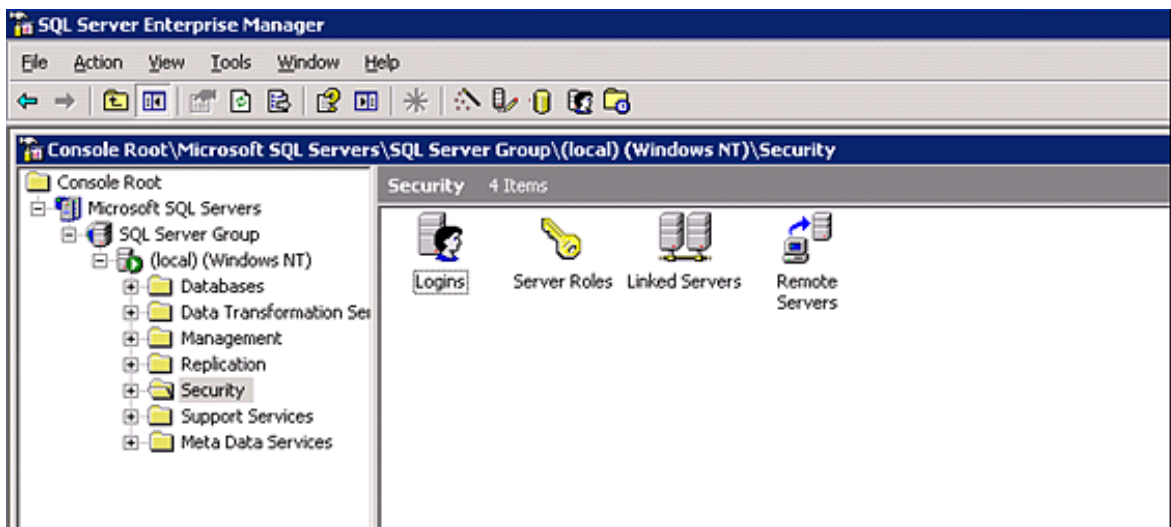 SQL Server Enterprise Manager
File Action View Tools Window Help
Console Root\Microsoft SQL Servers\SQL Server Group\(local) (Windows NT)\Security
Console Root
Microsoft SQL Servers
SQL Server Group
(local) (Windows NT)
Databases
Data Transformation Ser
Management
Replication
Security
Support Services
Meta Data Services
Security 4 Items
Logins
Server Roles
Linked Servers
Remote
Servers